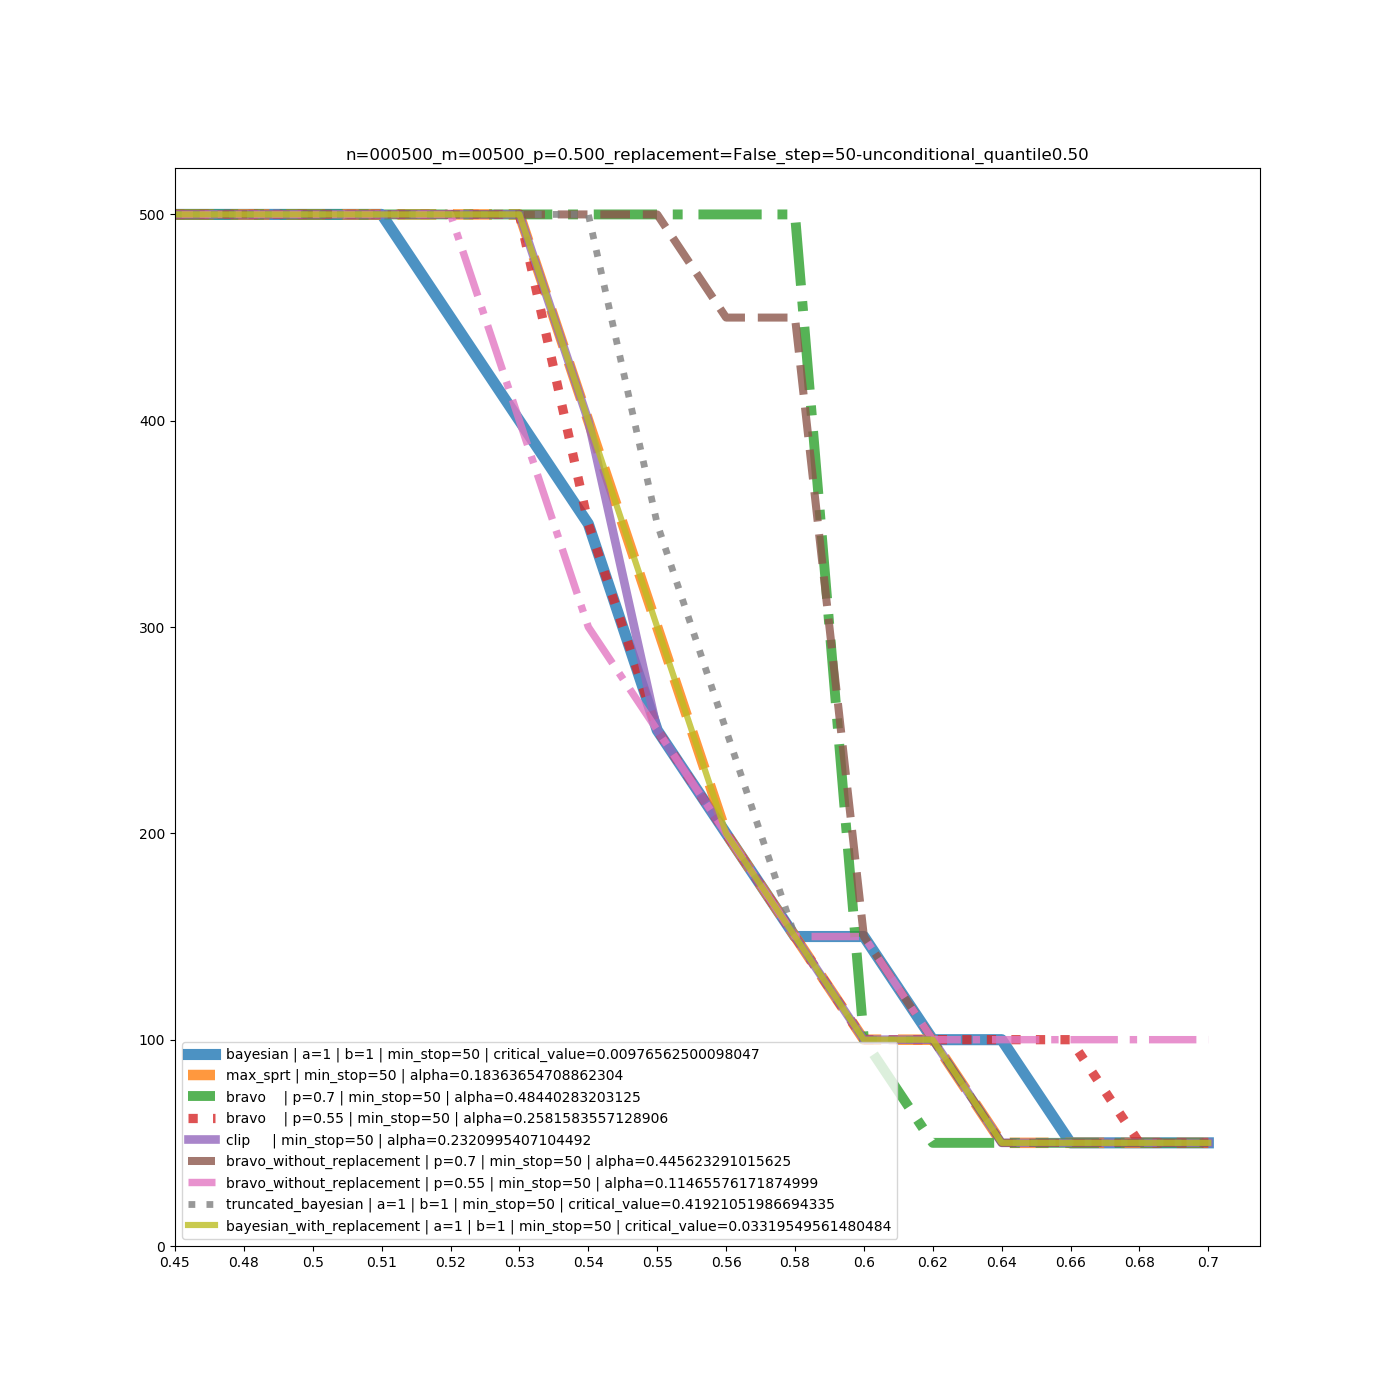 n=000500_m=00500_p=0.500_replacement=False_step=50-unconditional_quantile0.50
500
400
300
200
100
0
bayesian | a=1 | b=1 | min_stop=50 | critical_value=0.00976562500098047
max_sprt | min_stop=50 | alpha=0.18363654708862304
bravo | p=0.7 | min_stop=50 | alpha=0.48440283203125
bravo | p=0.55 | min_stop=50 | alpha=0.2581583557128906
clip | min_stop=50 | alpha=0.2320995407104492
bravo_without_replacement | p=0.7 | min_stop=50 | alpha=0.445623291015625
bravo_without_replacement | p=0.55 | min_stop=50 | alpha=0.11465576171874999
truncated_bayesian | a=1 | b=1 | min_stop=50 | critical_value=0.41921051986694335
bayesian_with_replacement | a=1 | b=1 | min_stop=50 | critical_value=0.03319549561480484
0.45 0.48 0.5 0.51 0.52 0.53 0.54 0.55 0.56 0.58 0.6 0.62 0.64 0.66 0.68 0.7